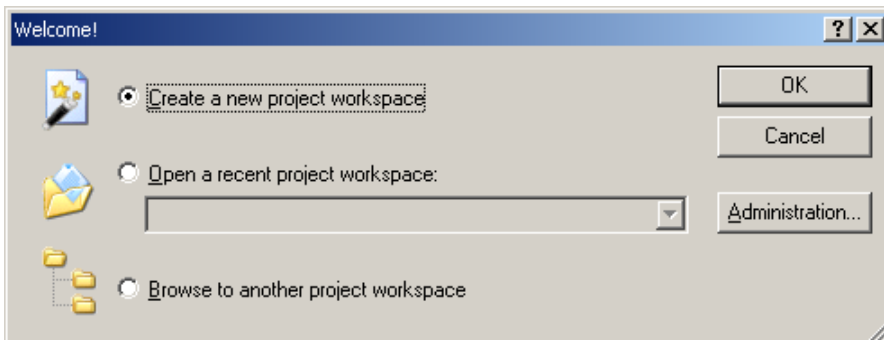 Welcome!
Create a new project workspace
OK
Cancel
Open a recent project workspace:
Administration...
Browse to another project workspace